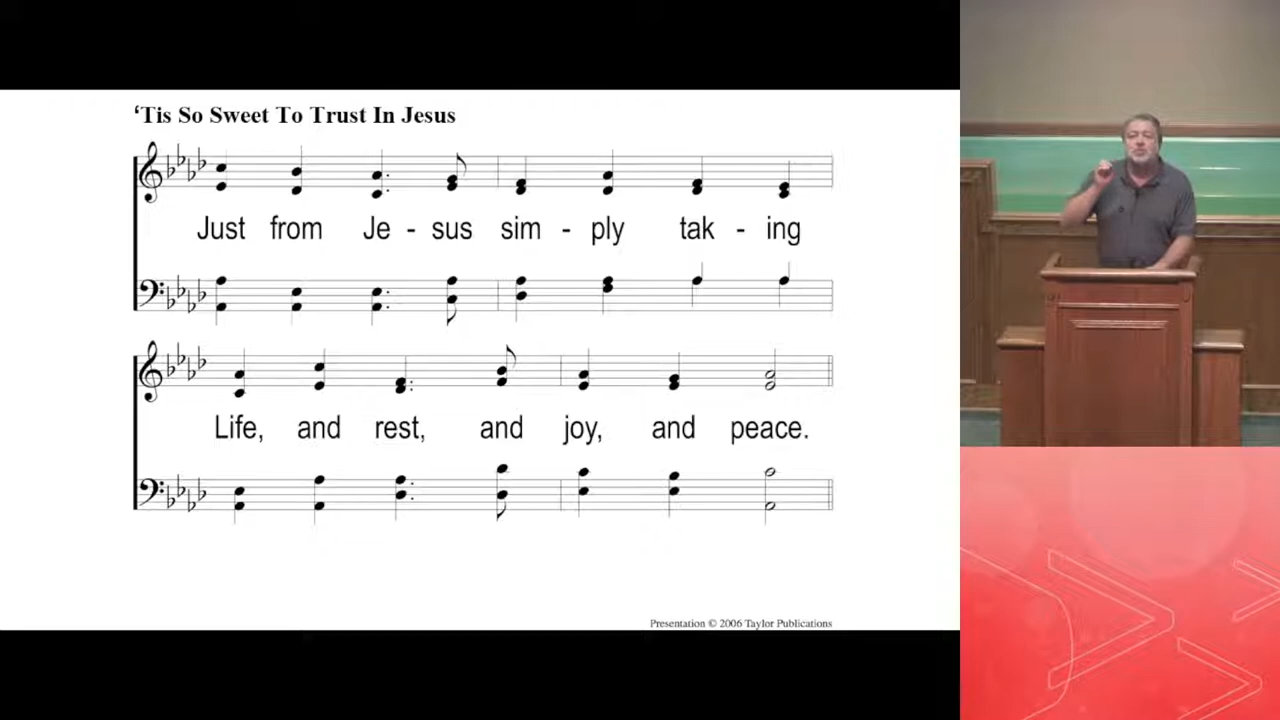 ‘Tis So Sweet To Trust In Jesus
Just from Je - sus sim - ply tak - ing
Life, and rest, and joy, and peace.
Presentation © 2006 Taylor Publications